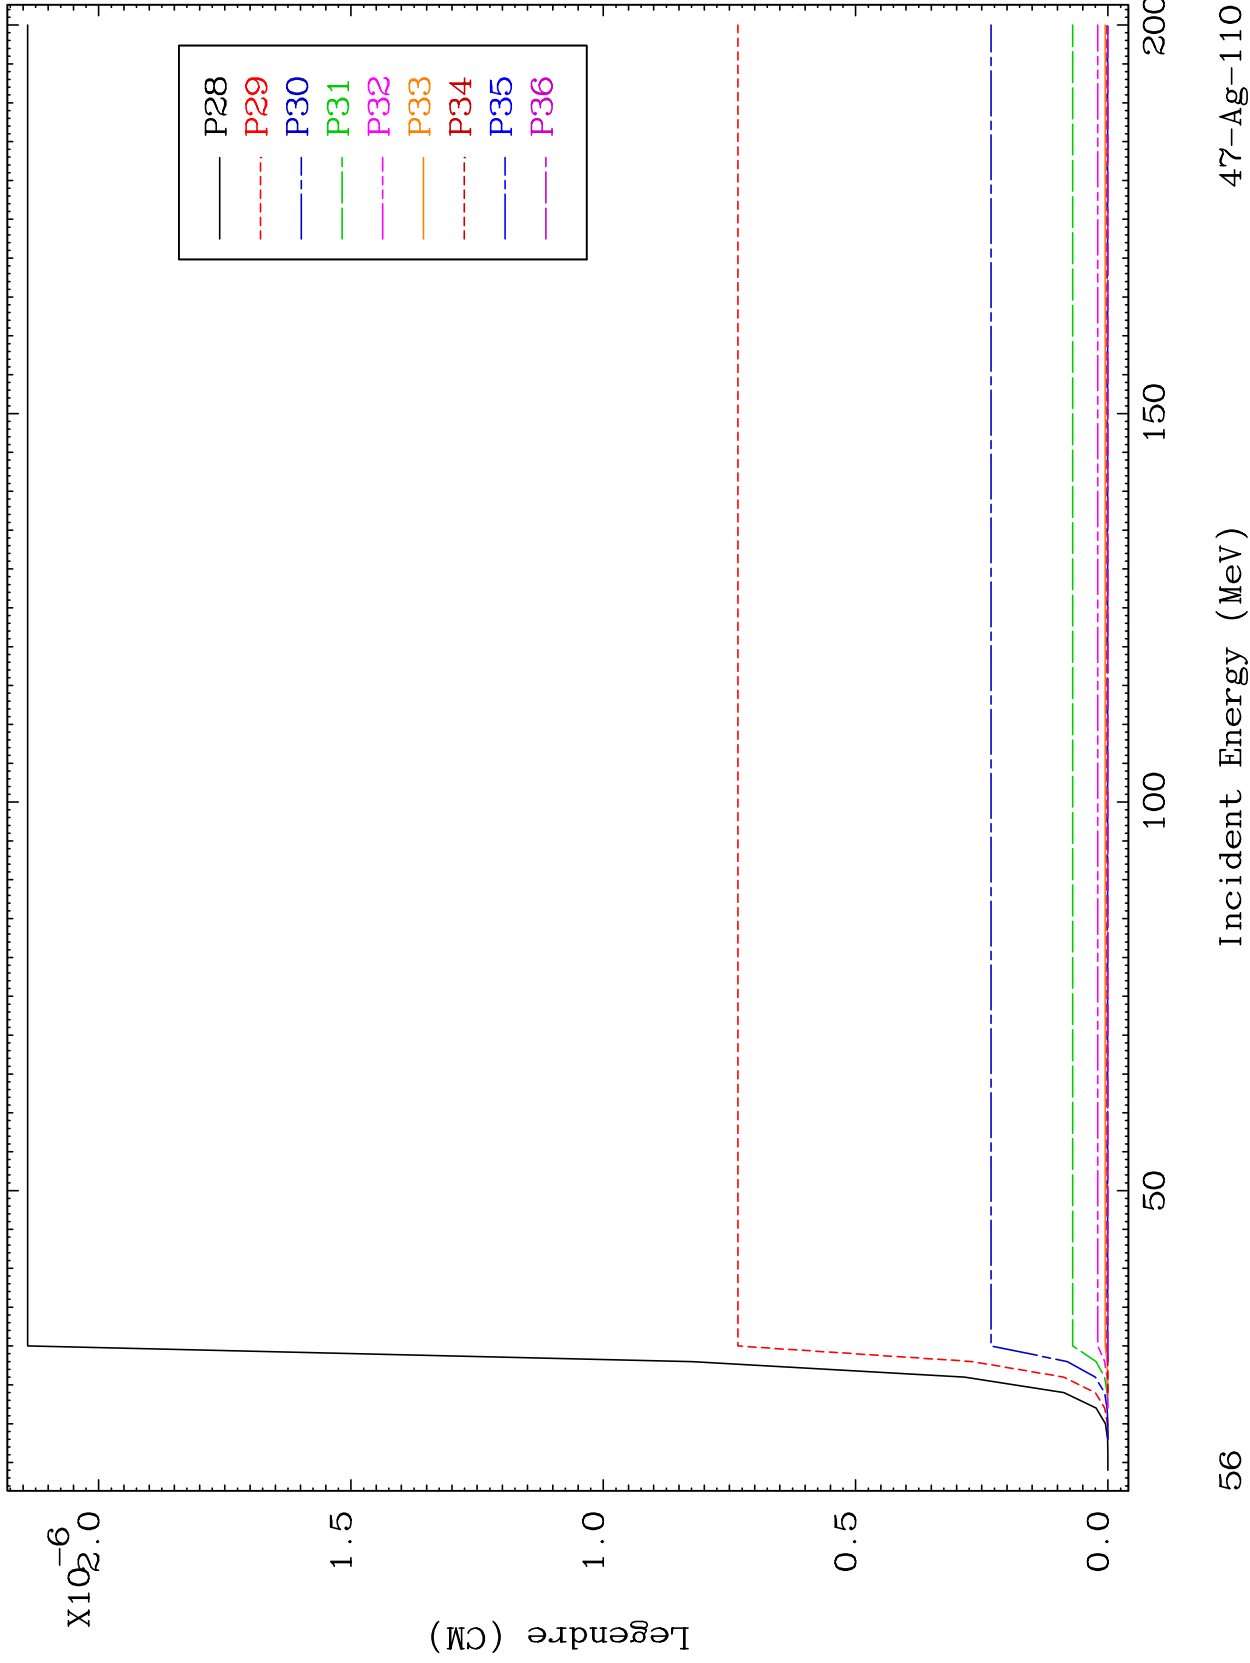 X10-6
2.0
1.5
1.0
0.5
0.0
Legendre (CM)
P28
P29
P30
P31
P32
P33
P34
P35
P36
50
100
150
200
Incident Energy (MeV)
56
47-Ag-110